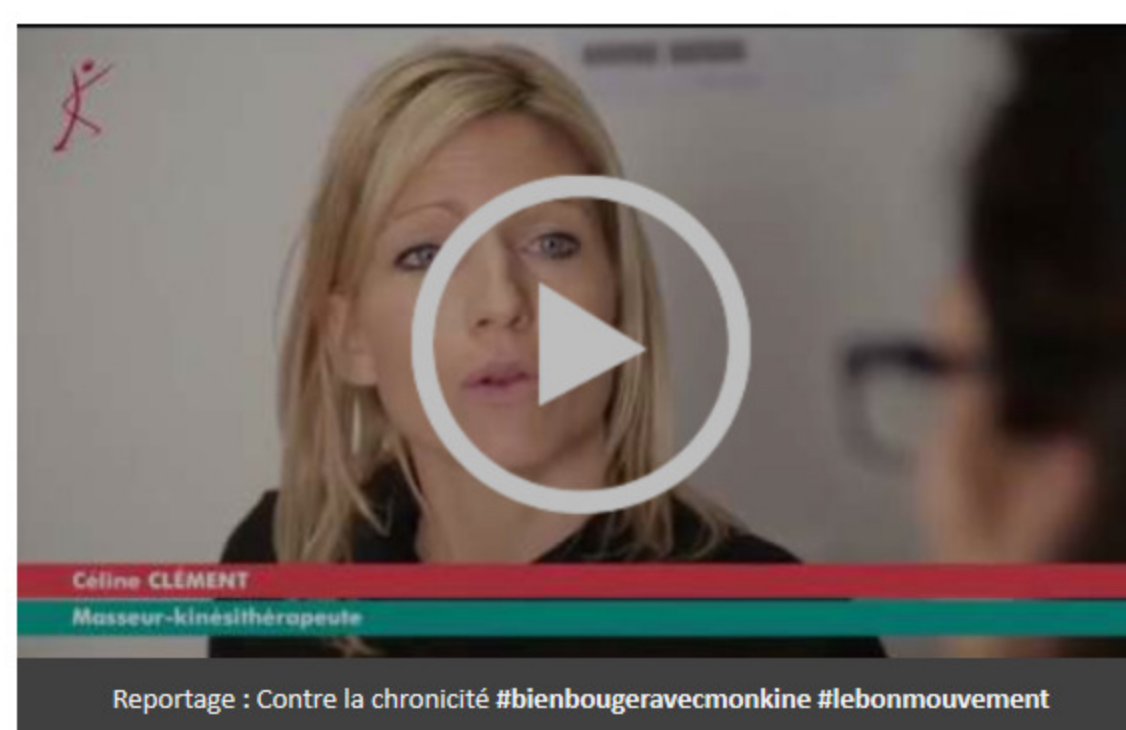 Céline CLÉMENT
Masseur-kinésithérapeute
Reportage : Contre la chronicité #bienbougeravecmonkine #lebonmouvement